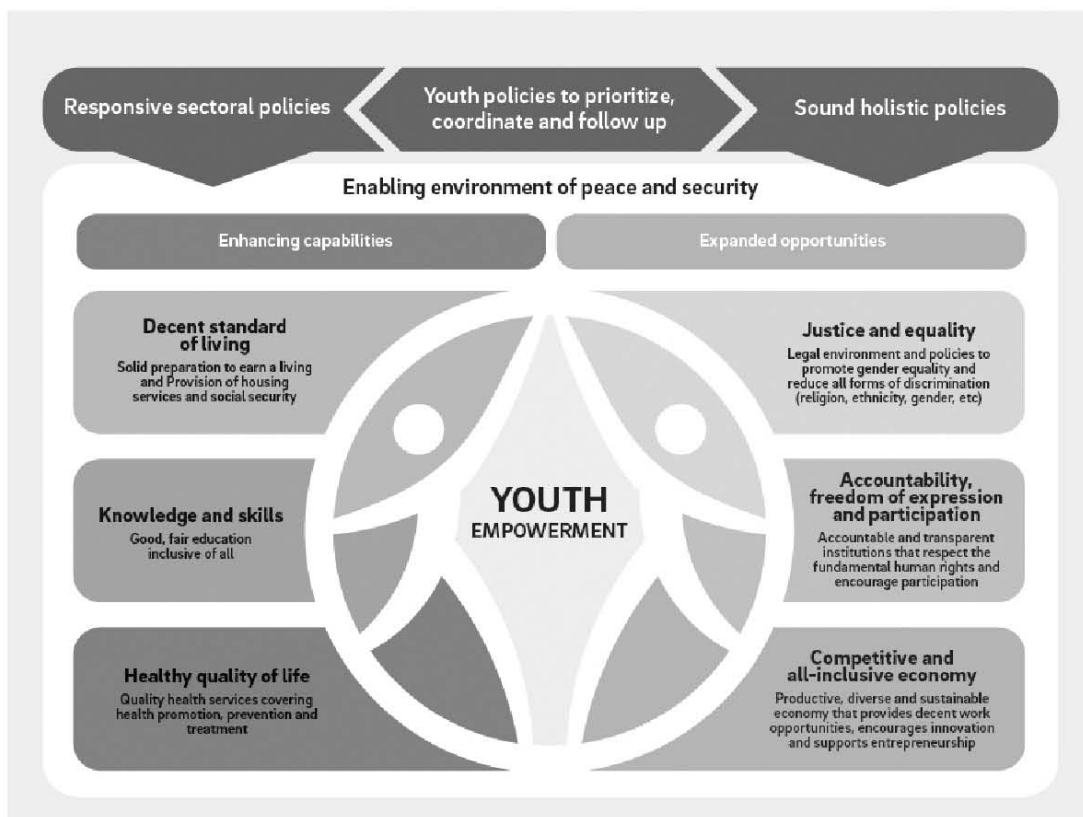 Responsive sectoral policies
Youth policies to prioritize,
coordinate and follow up
Sound holistic policies
Enabling environment of peace and security
Enhancing capabilities
Expanded opportunities
Decent standard
of living
Solid preparation to earn a living
and Provision of housing
services and social security
Knowledge and skills
Good, fair education
inclusive of all
Healthy quality of life
Quality health services covering
health promotion, prevention and
treatment
YOUTH
EMPOWERMENT
Justice and equality
Legal environment and policies to
promote gender equality and
reduce all forms of discrimination
(religion, ethnicity, gender, etc)
Accountability,
freedom of expression
and participation
Accountable and transparent
institutions that respect the
fundamental human rights and
encourage participation
Competitive and
all-inclusive economy
Productive, diverse and sustainable
economy that provides decent work
opportunities, encourages innovation
and supports entrepreneurship